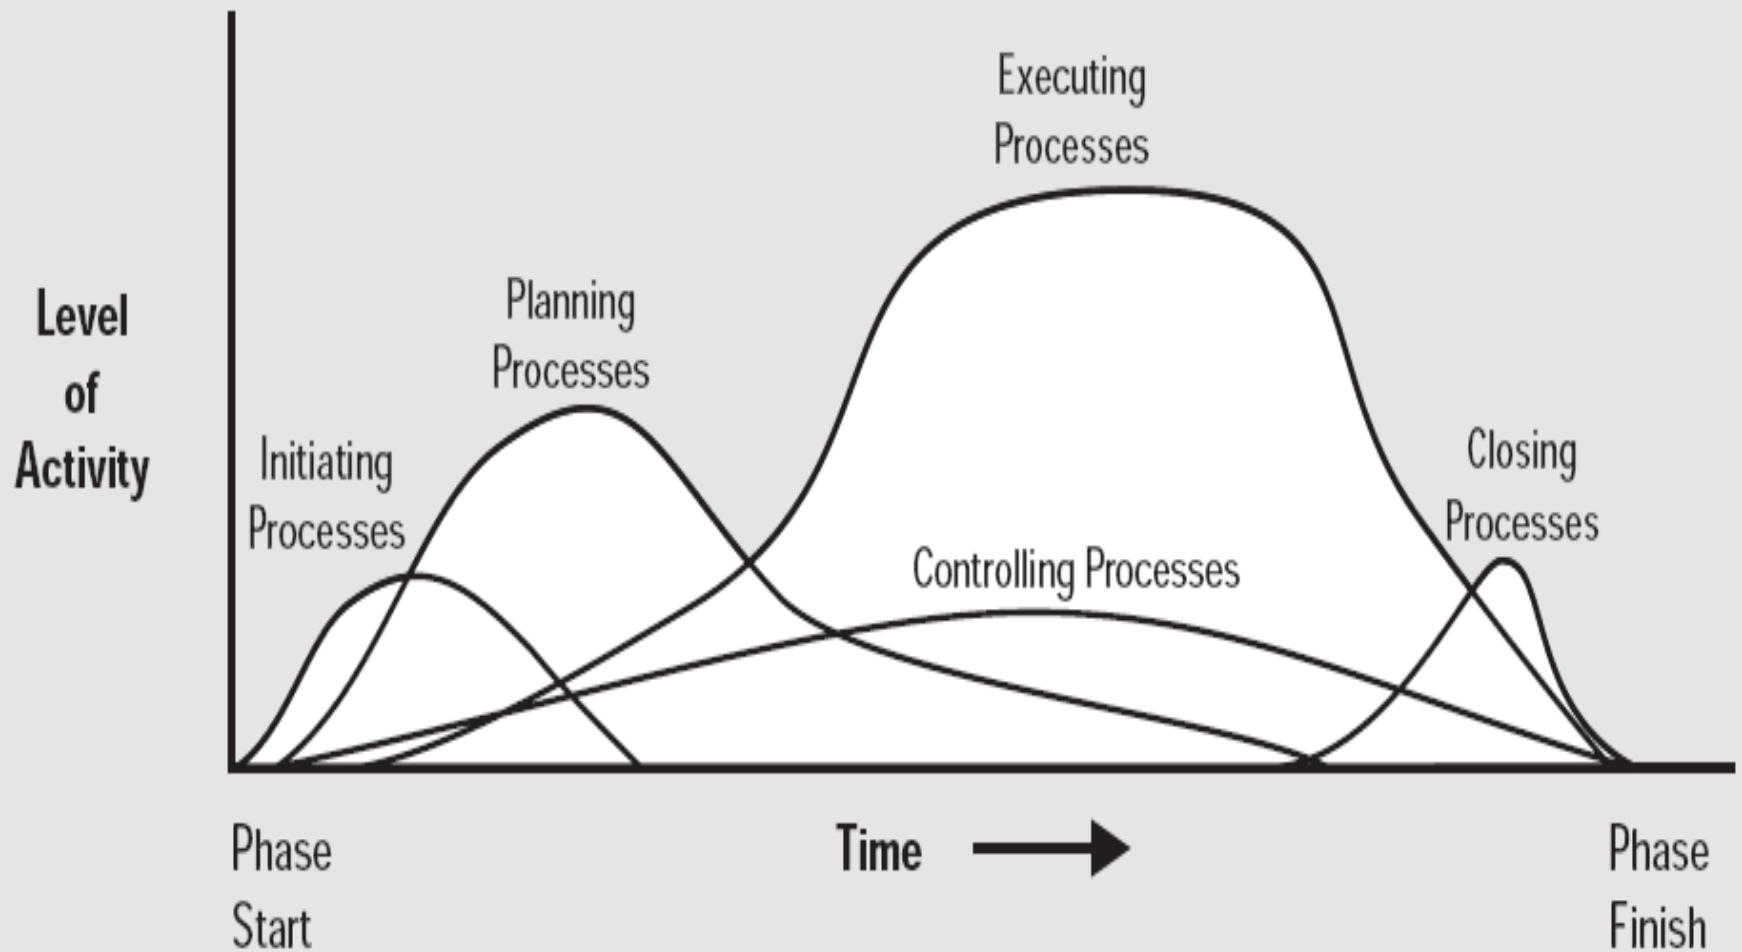 Executing
Processes
Planning
Processes
Level
of
Activity
Initiating
Processes
Closing
Processes
Controlling Processes
Phase
Start
Time
Phase
Finish